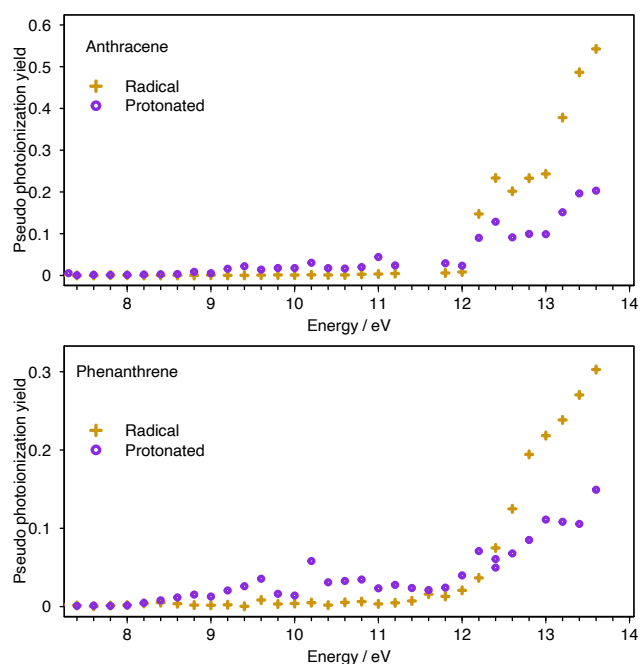 Anthracene
Radical
Protonated
Pseudo photoionization yield
0.6
0.5
0.4
0.3
0.2
0.1
0
8 9 10 11 12 13 14
Energy / eV
Phenanthrene
Radical
Protonated
Pseudo photoionization yield
0.3
0.2
0.1
0
8 9 10 11 12 13 14
Energy / eV